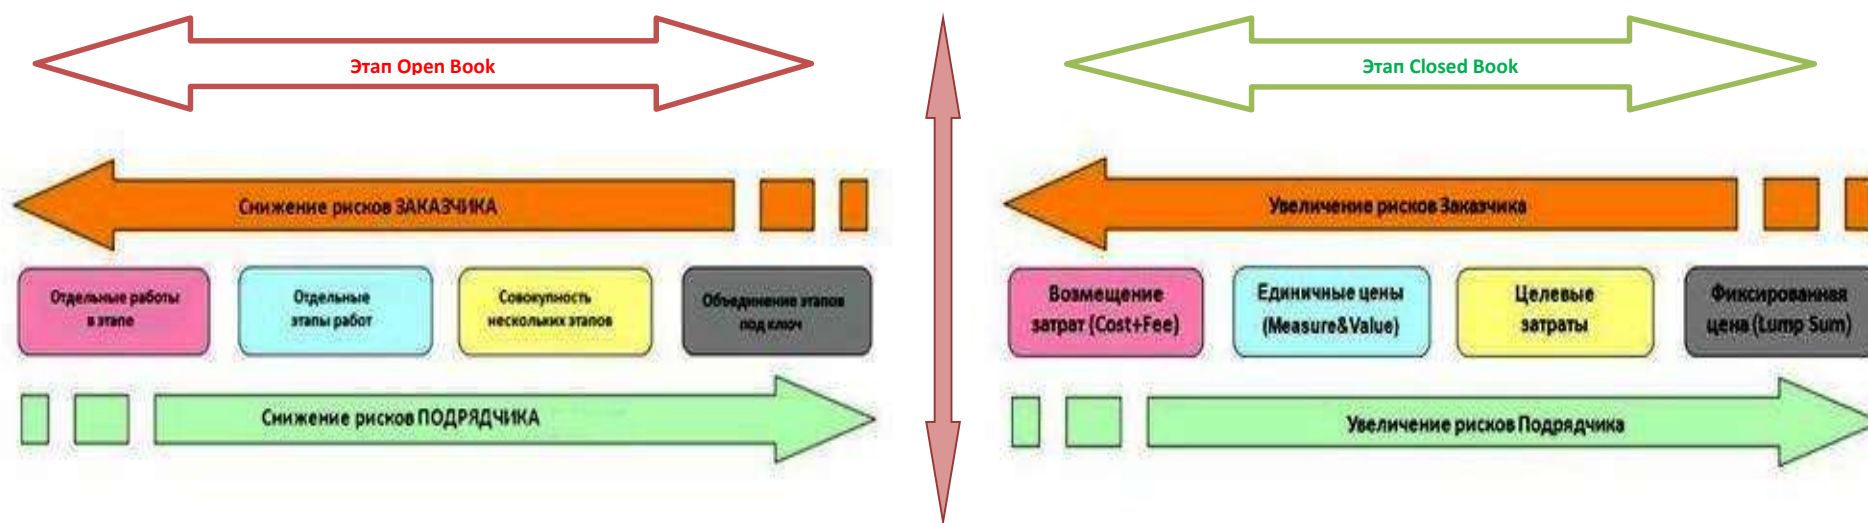 Этап Open Book
Этап Closed Book
Снижение рисков ЗАКАЗЧИКА
Увеличение рисков Заказчика
Отдельные работы
в этапе
Отдельные
этапы работ
Совокупность
нескольких этапов
Объединение этапов
под ключ
Возмещение
затрат (Cost+Fee)
Единичные цены
(Measure&Value)
Целевые
затраты
Фиксированная
цена (Lump Sum)
Снижение рисков ПОДРЯДЧИКА
Увеличение рисков Подрядчика